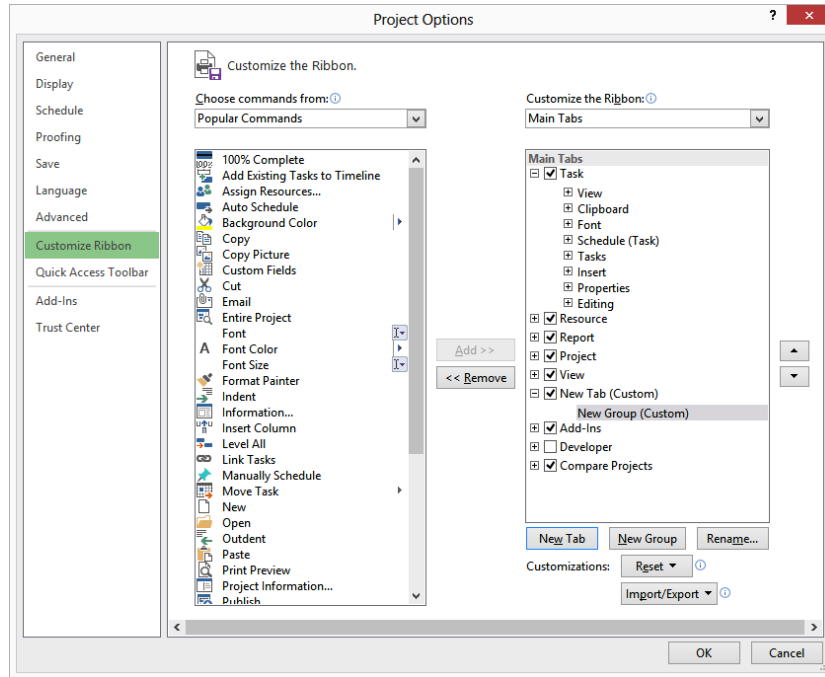 Project Options
?
General
Display
Schedule
Proofing
Save
Language
Advanced
Customize Ribbon
Quick Access Toolbar
Add-Ins
Trust Center
Customize the Ribbon.
Choose commands from:
Popular Commands
100% Complete
Add Existing Tasks to Timeline
Assign Resources...
Auto Schedule
Background Color
Copy
Copy Picture
Custom Fields
Cut
Email
Entire Project
Font
A Font Color
Font Size
Format Painter
Indent
Information...
Insert Column
Level All
Link Tasks
Manually Schedule
Move Task
New
Open
Outdent
Paste
Print Preview
Project Information...
Publish
Add >>
<< Remove
Customize the Ribbon:
Main Tabs
Main Tabs
Task
View
Clipboard
Font
Schedule (Task)
Tasks
Insert
Properties
Editing
Resource
Report
Project
View
New Tab (Custom)
New Group (Custom)
Add-Ins
Developer
Compare Projects
New Tab
New Group
Rename...
Customizations:
Reset
Import/Export
OK
Cancel